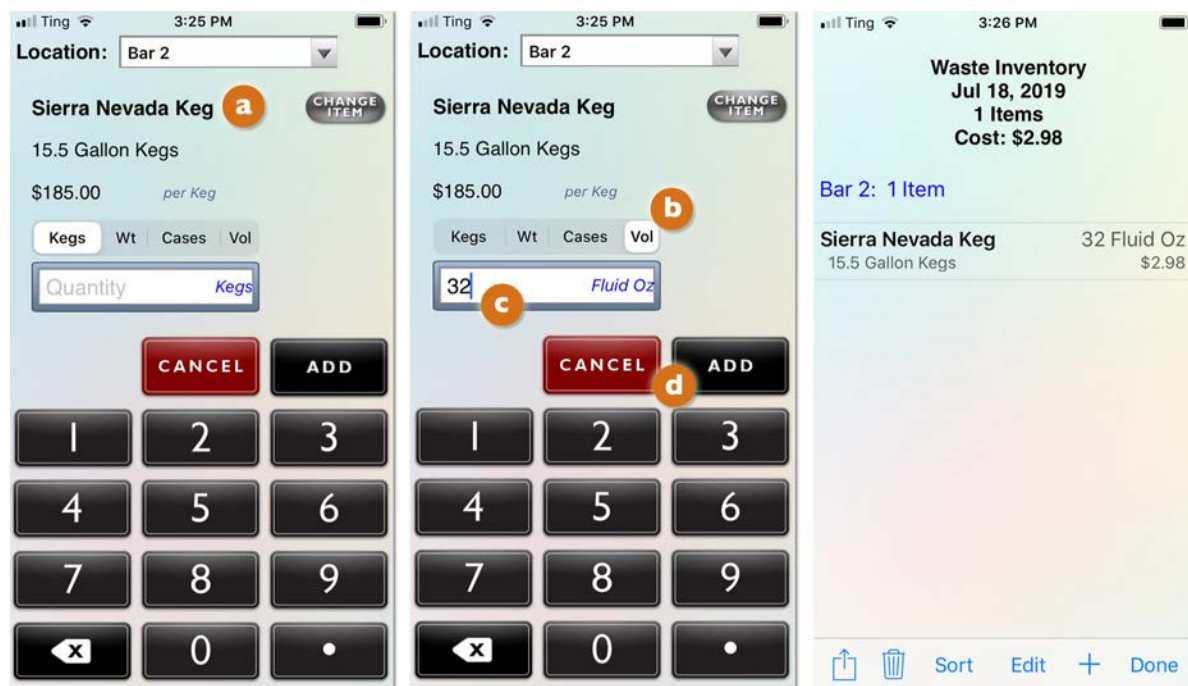 Ting 3:25 PM
Location: Bar 2
Sierra Nevada Keg a CHANGE ITEM
15.5 Gallon Kegs
$185.00 per Keg
Kegs Wt Cases Vol
Quantity Kegs
CANCEL ADD
1 2 3
4 5 6
7 8 9
X 0 •
Ting 3:25 PM
Location: Bar 2
Sierra Nevada Keg CHANGE ITEM
15.5 Gallon Kegs
$185.00 per Keg b
Kegs Wt Cases Vol
32 Fluid Oz
c
CANCEL d ADD
1 2 3
4 5 6
7 8 9
X 0 •
Ting 3:26 PM
Waste Inventory
Jul 18, 2019
1 Items
Cost: $2.98
Bar 2: 1 Item
Sierra Nevada Keg 32 Fluid Oz
15.5 Gallon Kegs $2.98
Sort Edit + Done